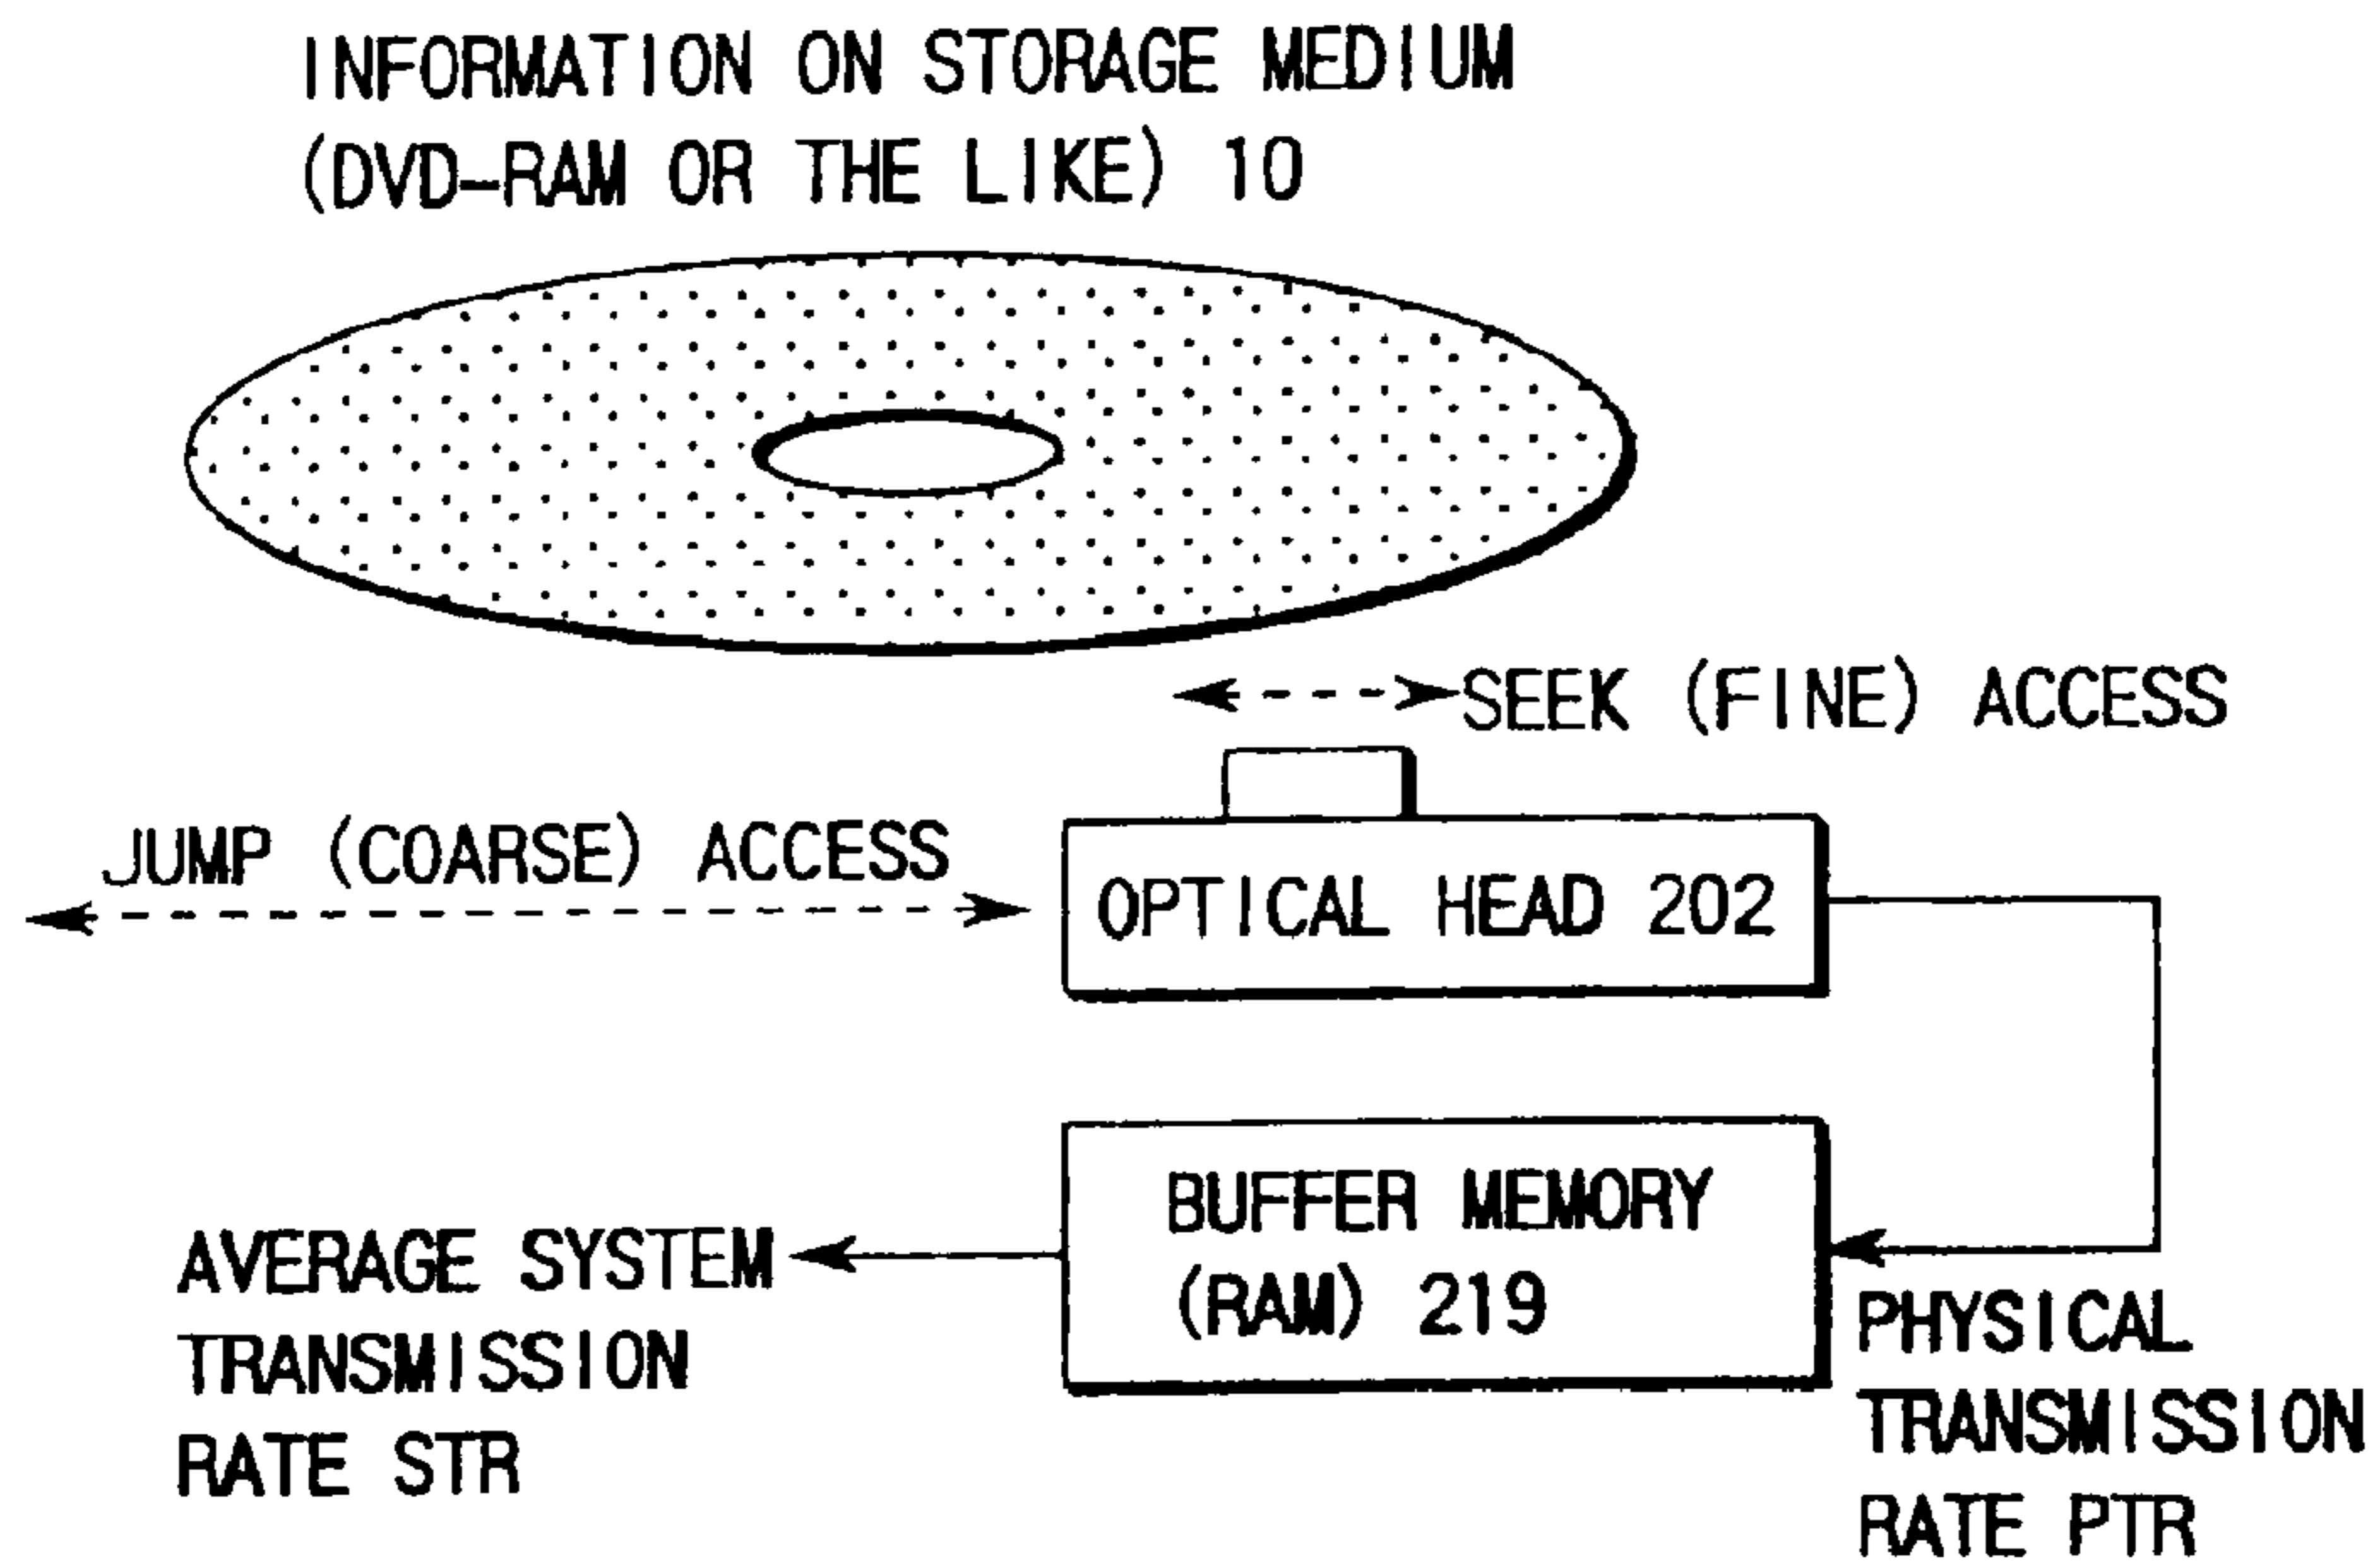 INFORMATION ON STORAGE MEDIUM
(DVD-RAM OR THE LIKE) 10
SEEK (FINE) ACCESS
JUMP (COARSE) ACCESS
OPTICAL HEAD 202
BUFFER MEMORY
(RAM) 219
AVERAGE SYSTEM
TRANSMISSION
RATE STR
PHYSICAL
TRANSMISSION
RATE PTR